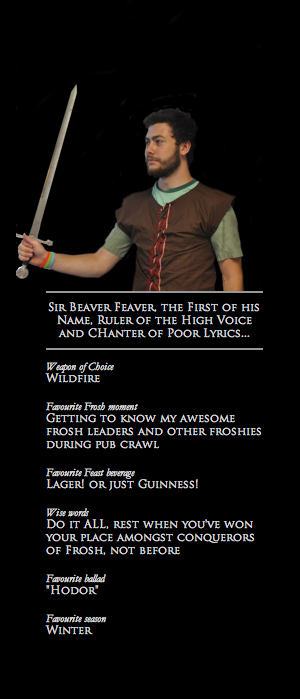 Sir Beaver Feaver, the First of his
Name, Ruler of the High Voice
and CHanter of Poor Lyrics...
Weapon of Choice
Wildfire
Favourite Frosh moment
Getting to know my awesome
frosh leaders and other froshies
during pub crawl
Favourite Feast beverage
Lager! or just Guinness!
Wise words
Do it ALL, rest when you've won
your place amongst conquerors
of Frosh, not before
Favourite ballad
"Hodor"
Favourite season
Winter